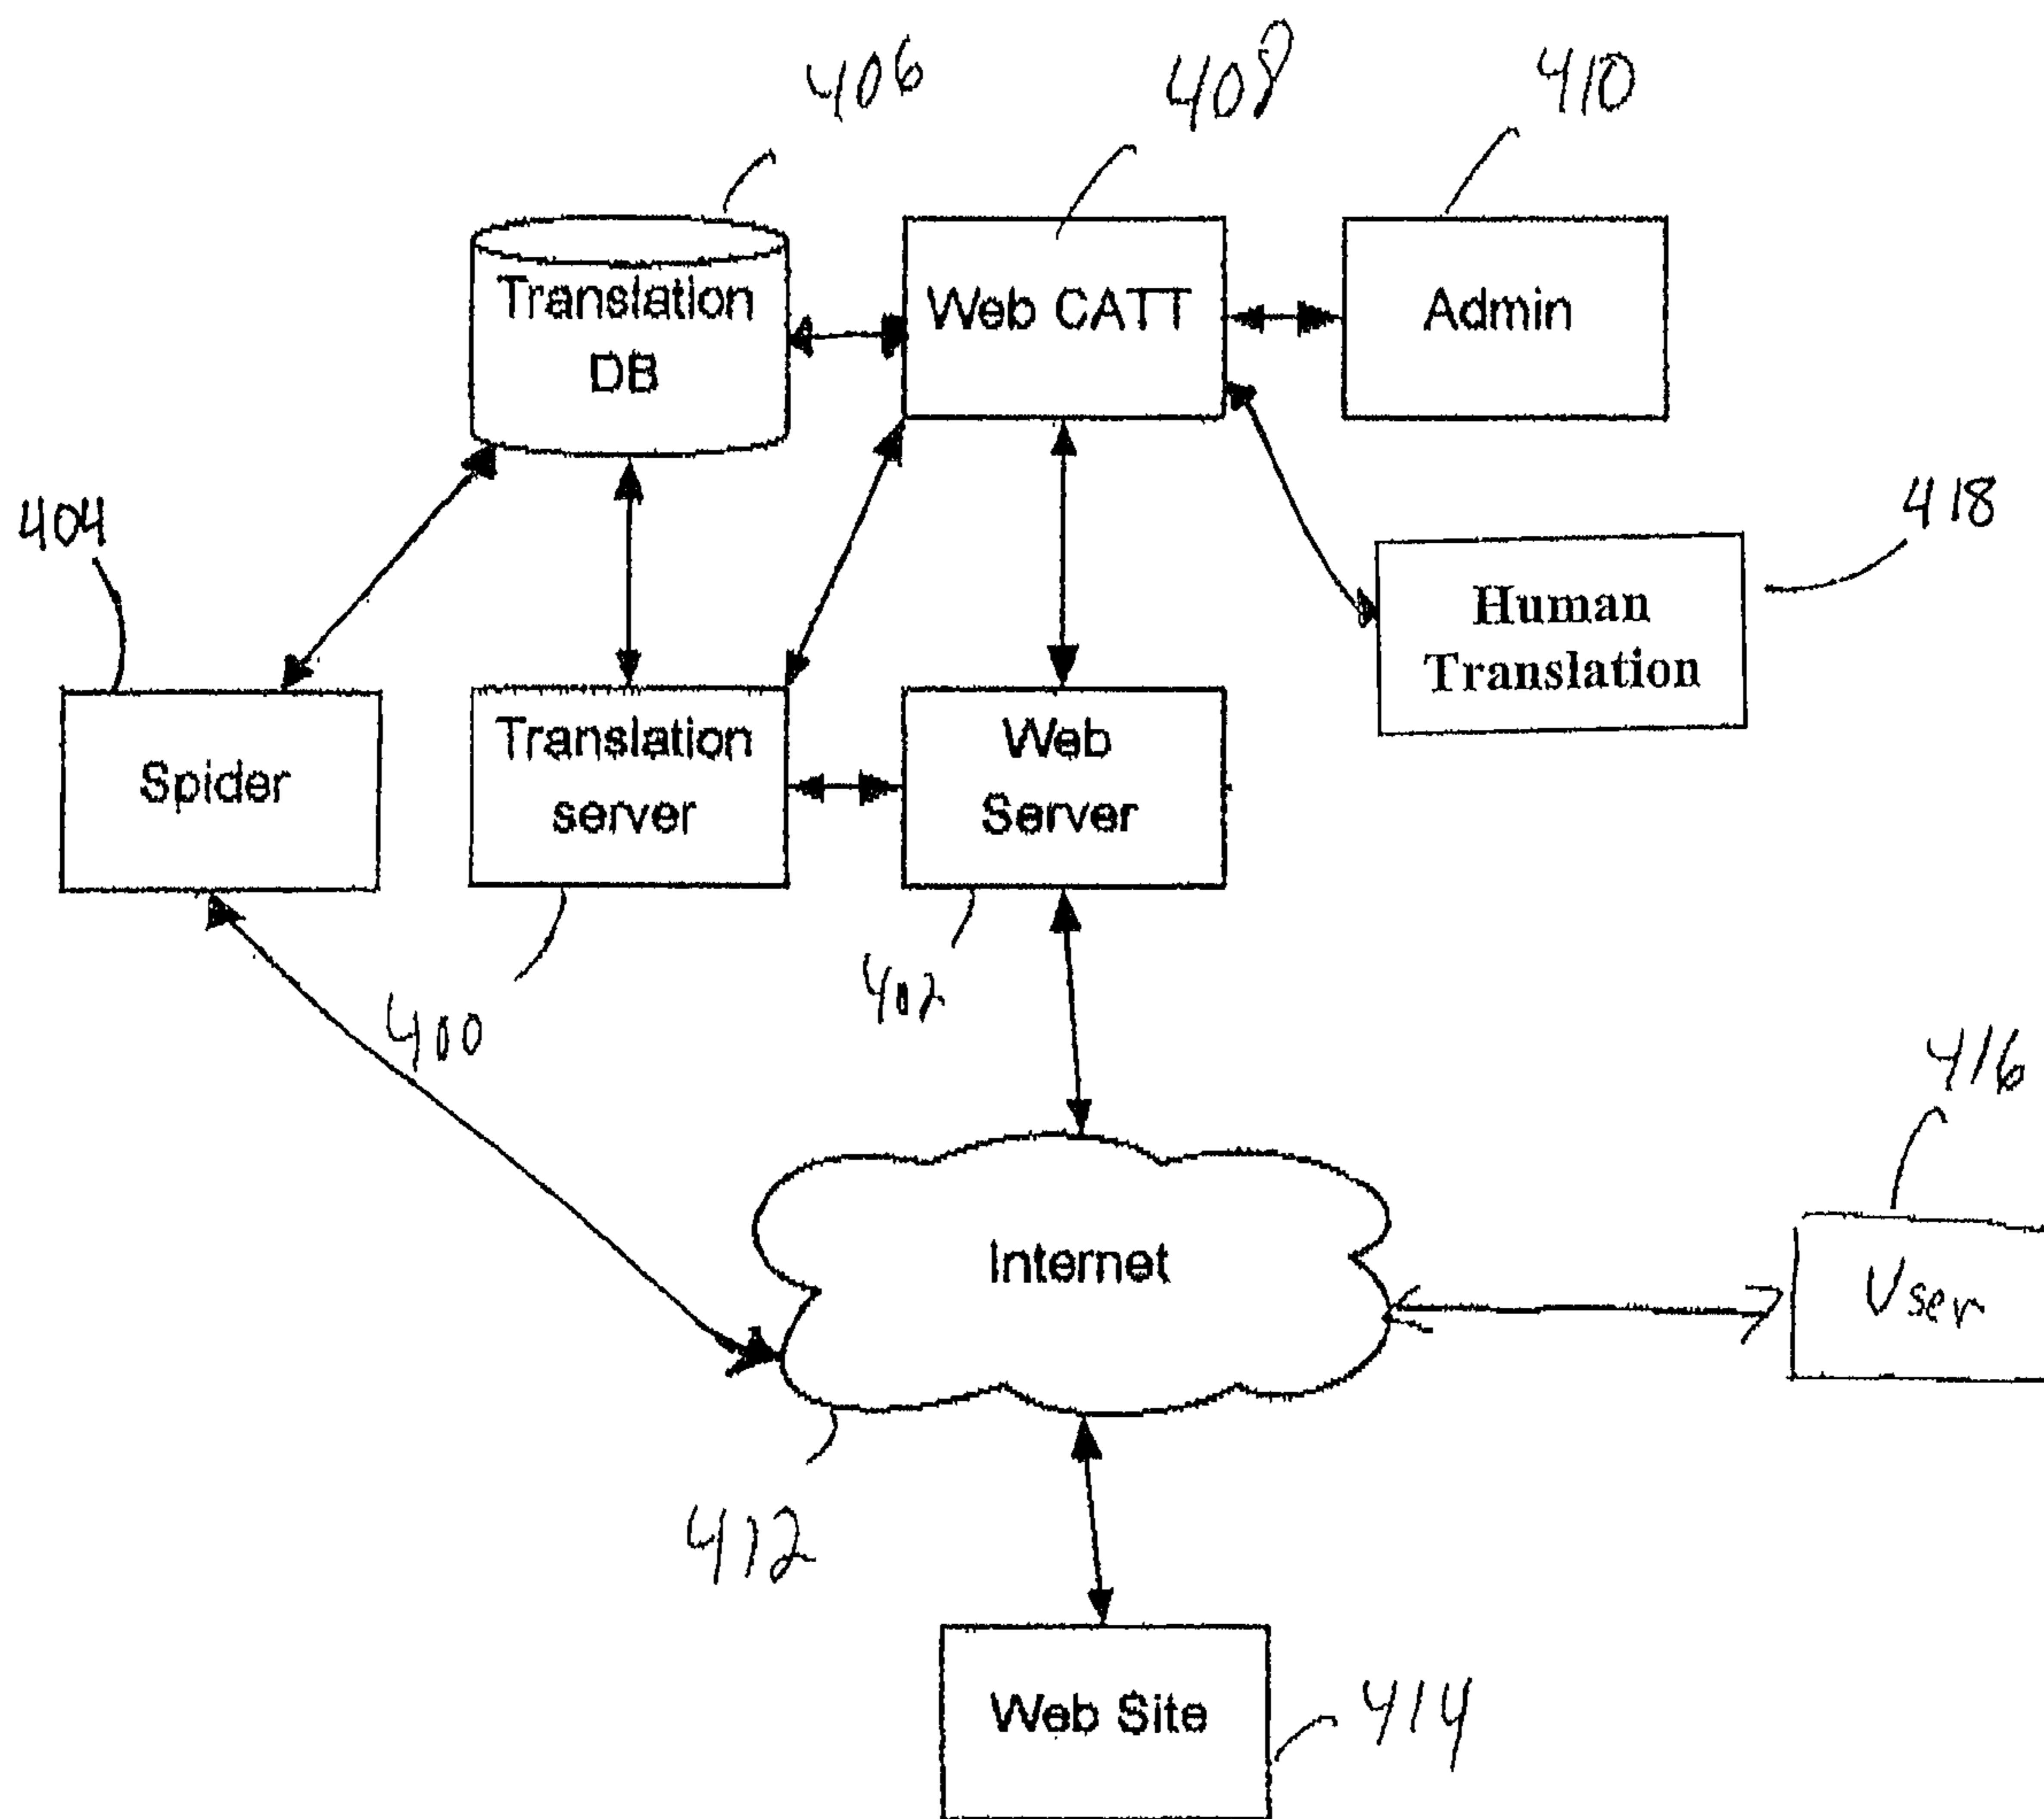 406
408
410
Translation
DB
Web CATT
Admin
404
418
Human
Translation
Spider
Translation
server
Web
Server
400
402
416
Internet
User
412
Web Site
414